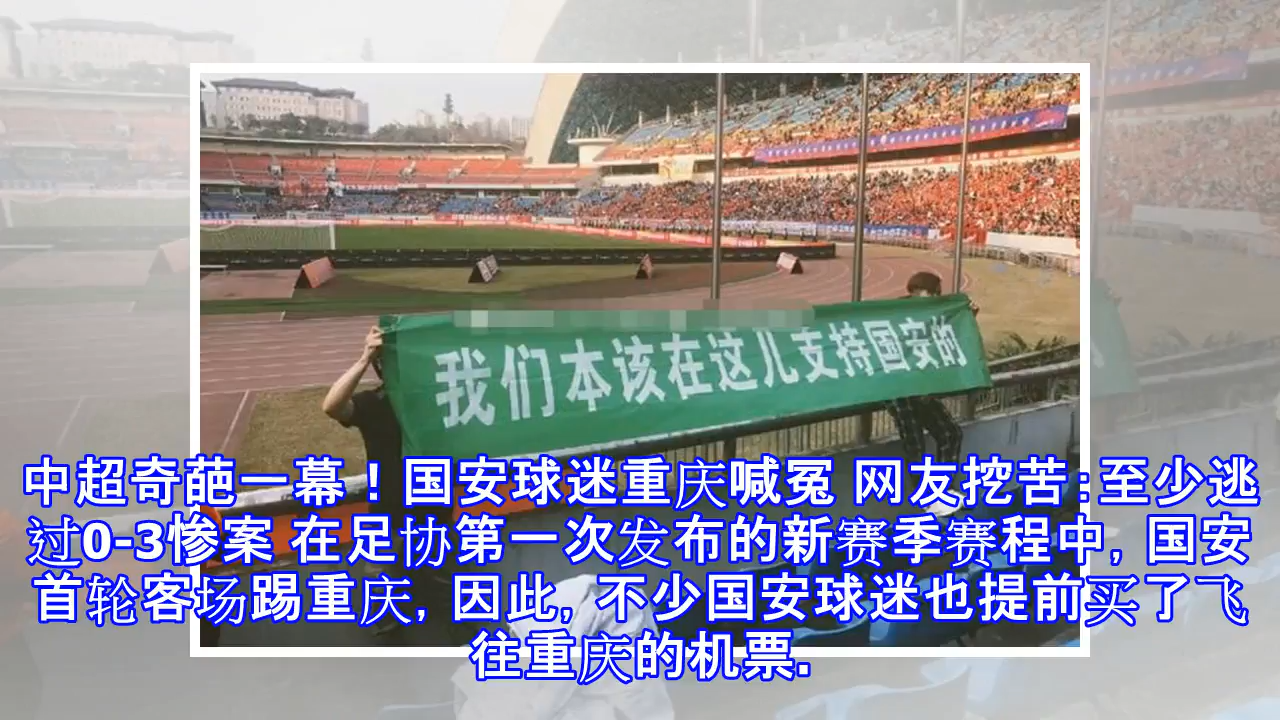 我们本该在这儿支持国安的
中超奇葩一幕！国安球迷重庆喊冤 网友挖苦:至少逃
过0-3惨案 在足协第一次发布的新赛季赛程中, 国安
首轮客场踢重庆, 因此, 不少国安球迷也提前买了飞
往重庆的机票.